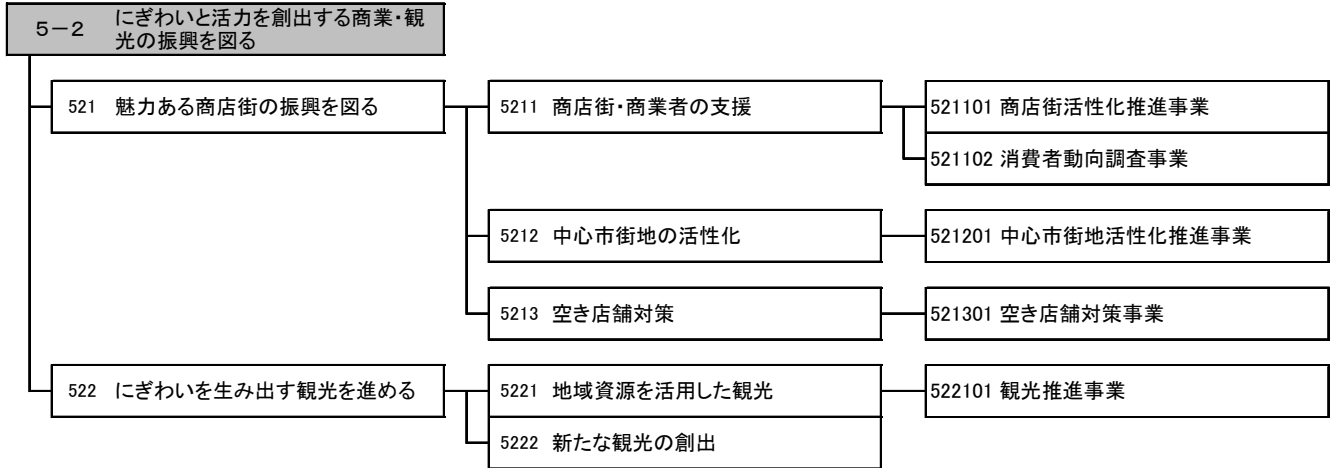 5－2 にぎわいと活力を創出する商業・観
光の振興を図る
521 魅力ある商店街の振興を図る
5211 商店街・商業者の支援
521101 商店街活性化推進事業
521102 消費者動向調査事業
5212 中心市街地の活性化
521201 中心市街地活性化推進事業
5213 空き店舗対策
521301 空き店舗対策事業
522 にぎわいを生み出す観光を進める
5221 地域資源を活用した観光
522101 観光推進事業
5222 新たな観光の創出